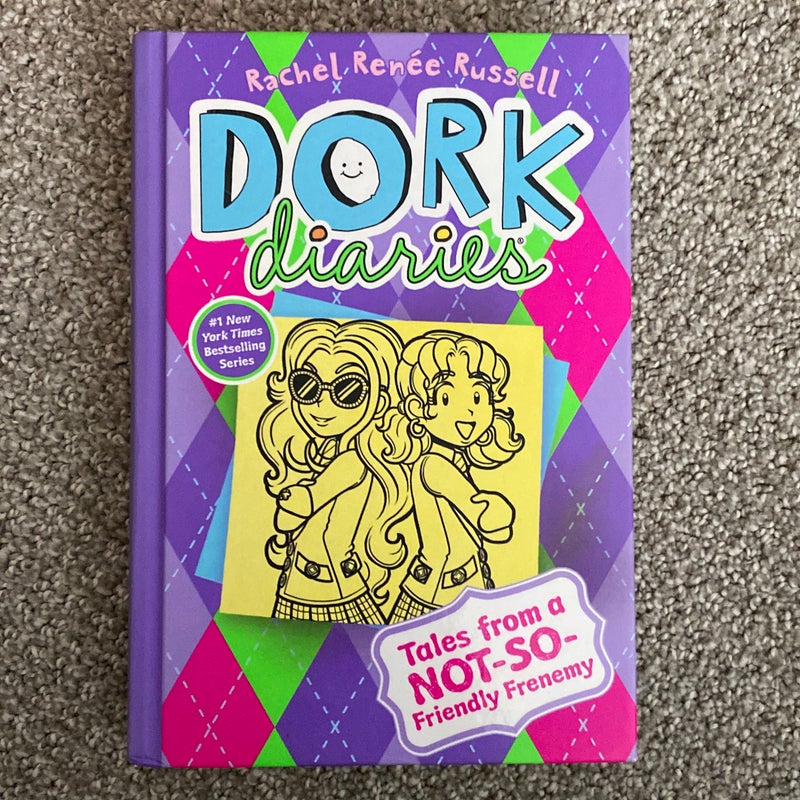 Rachel Renée Russell
DORK
diaries®
#1 New
York Times
Bestselling
Series
Tales from a
NOT-SO-
Friendly Frenemy